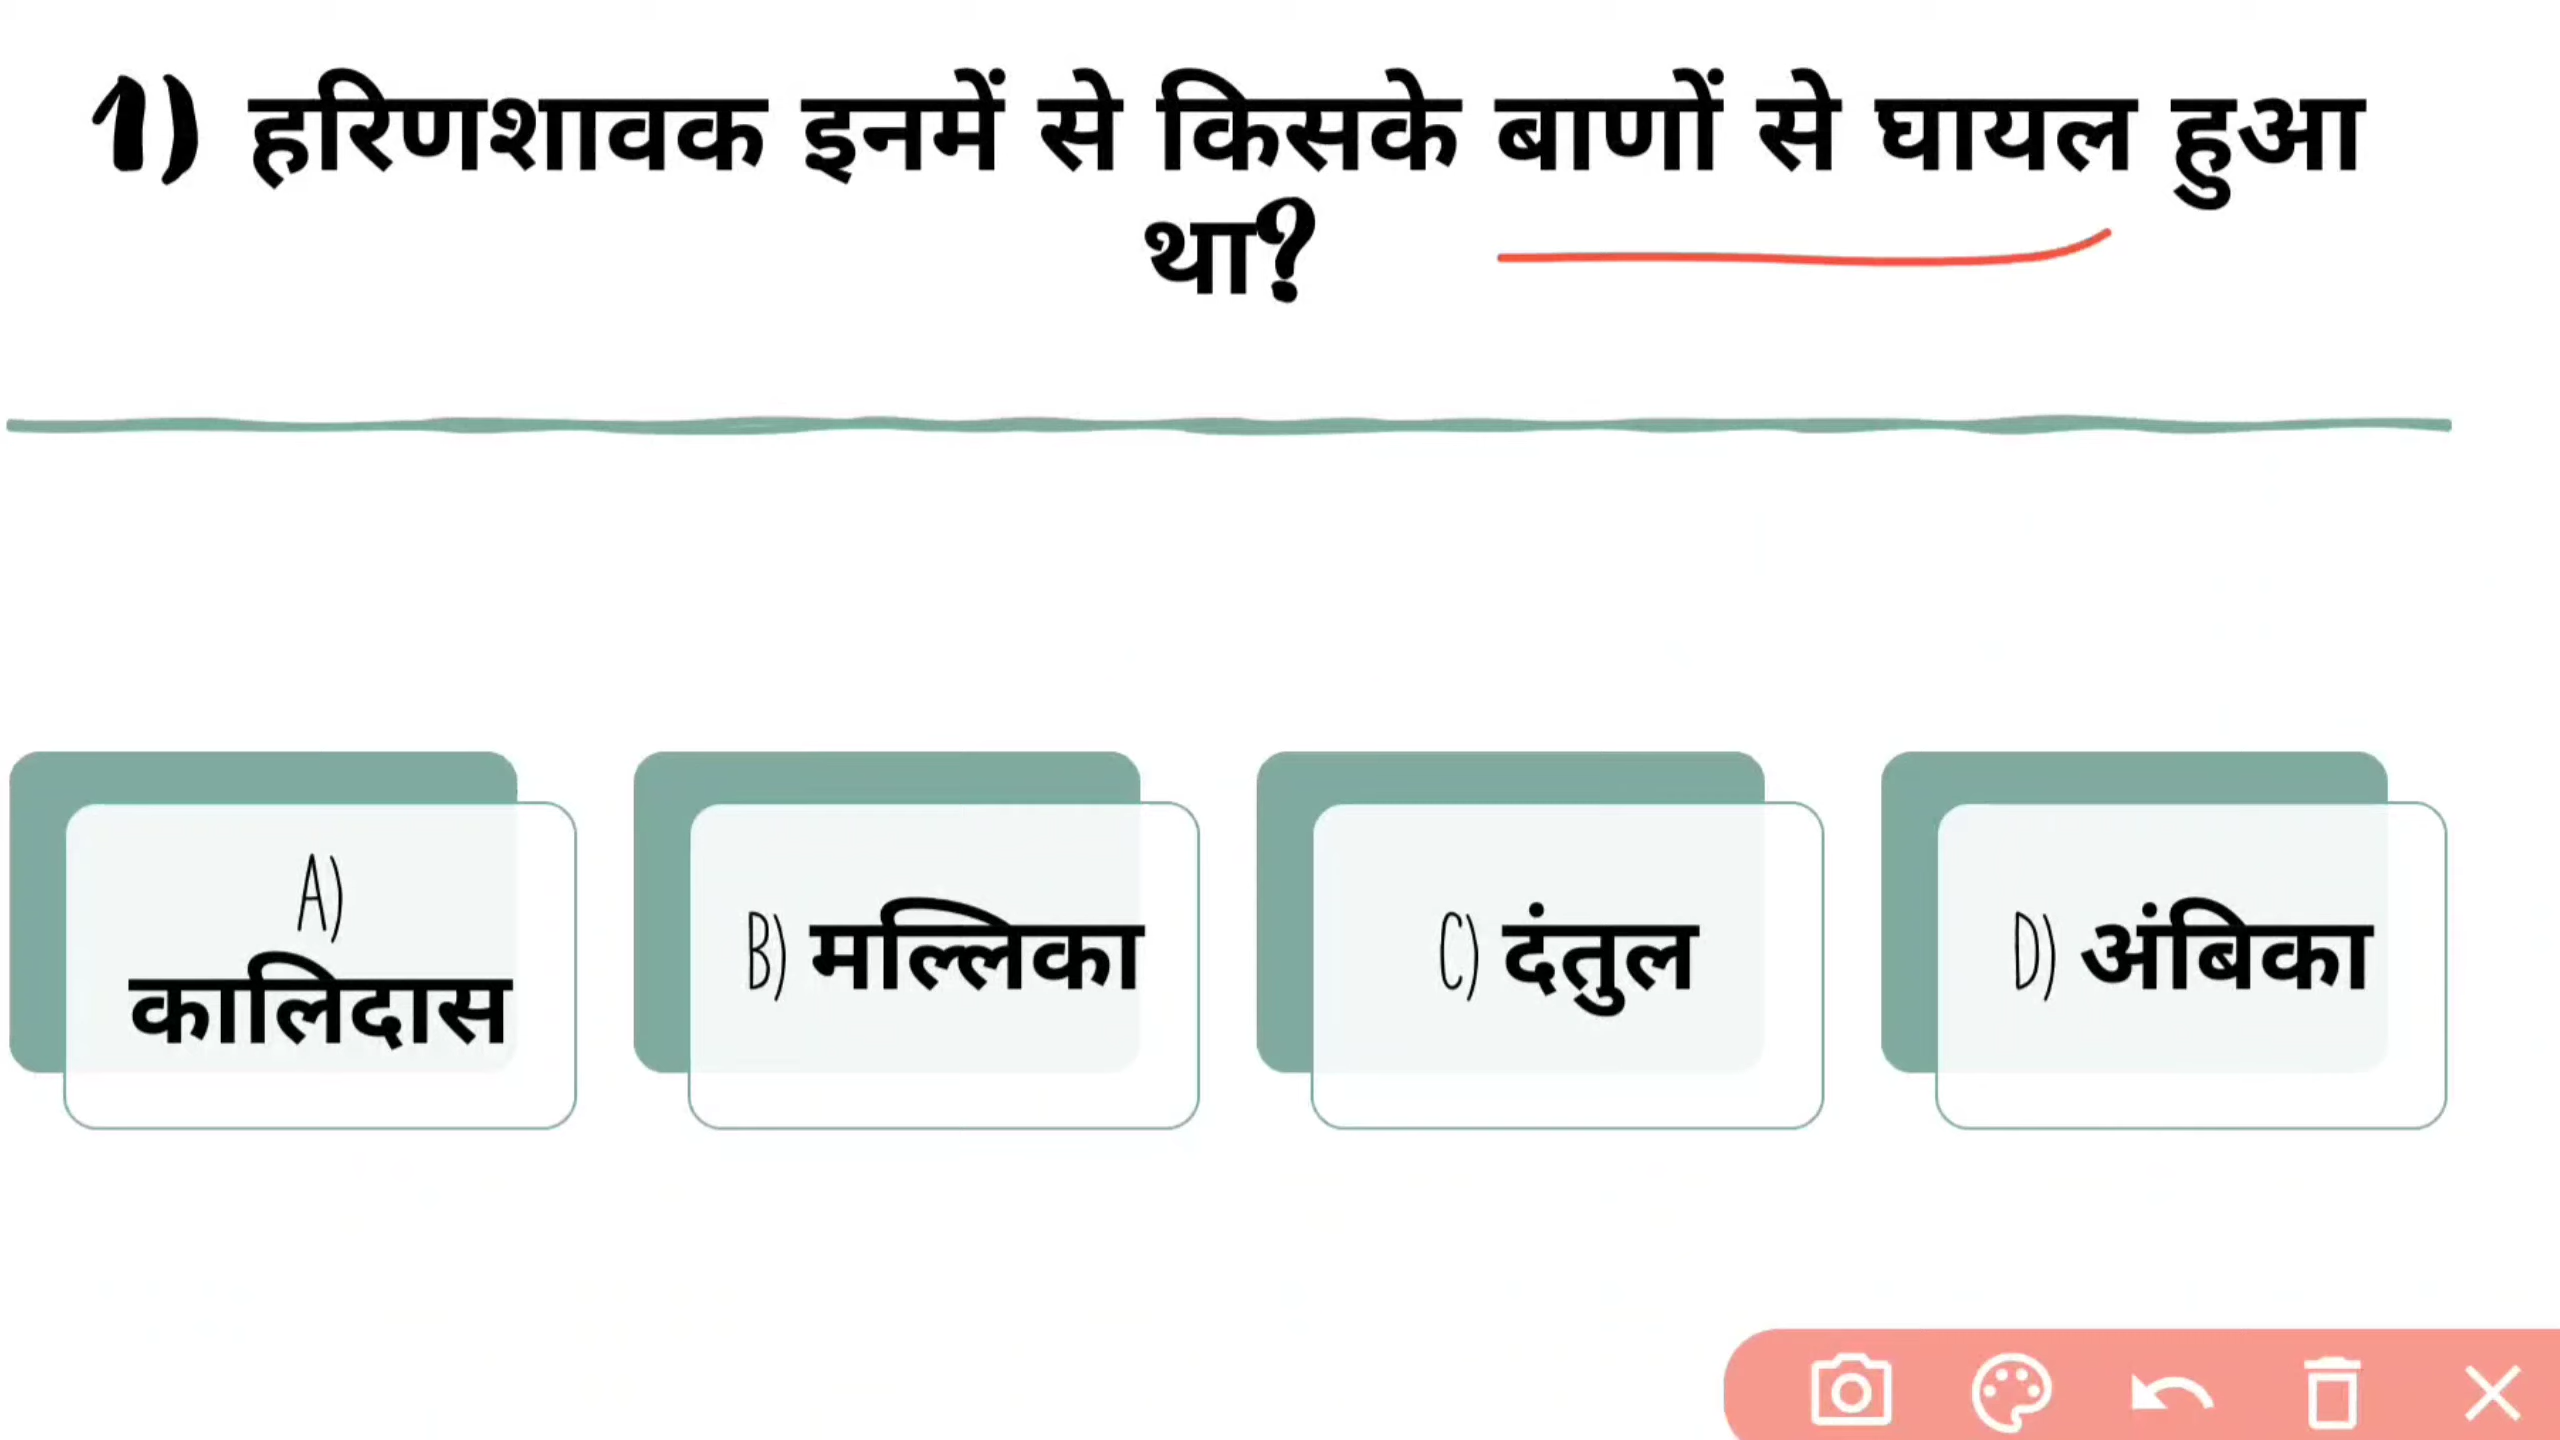 1) हरिणशावक इनमें से किसके बाणों से घायल हुआ
था?
A)
कालिदास
B) मल्लिका
C) दंतुल
D) अंबिका